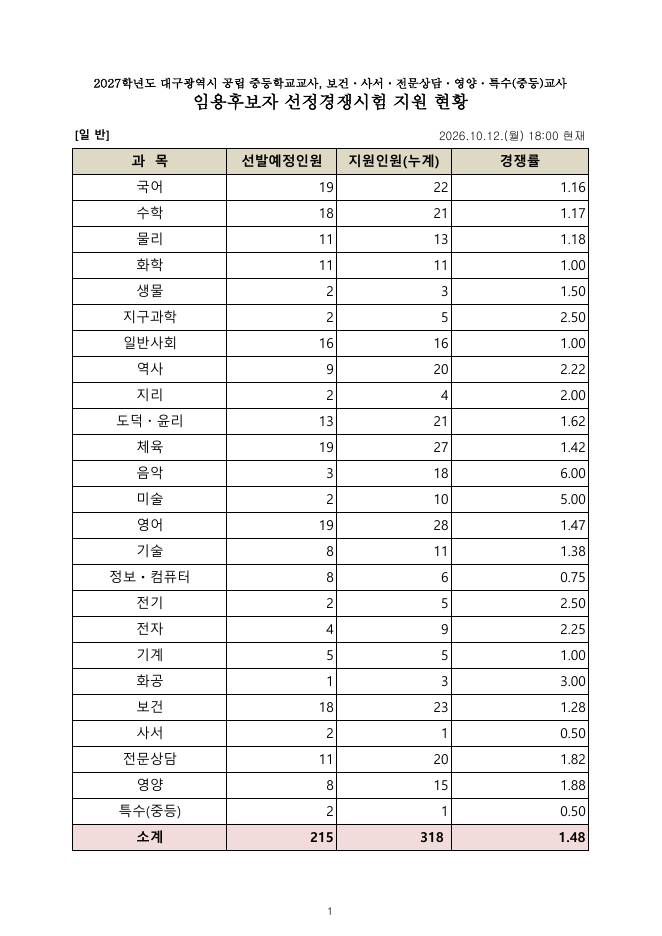 2027학년도 대구광역시 공립 중등학교교사, 보건・사서・전문상담・영양・특수(중등)교사
임용후보자 선정경쟁시험 지원 현황
[일 반] 2026.10.12.(월) 18:00 현재
과 목 선발예정인원 지원인원(누계) 경쟁률
국어 19 22 1.16
수학 18 21 1.17
물리 11 13 1.18
화학 11 11 1.00
생물 2 3 1.50
지구과학 2 5 2.50
일반사회 16 16 1.00
역사 9 20 2.22
지리 2 4 2.00
도덕・윤리 13 21 1.62
체육 19 27 1.42
음악 3 18 6.00
미술 2 10 5.00
영어 19 28 1.47
기술 8 11 1.38
정보・컴퓨터 8 6 0.75
전기 2 5 2.50
전자 4 9 2.25
기계 5 5 1.00
화공 1 3 3.00
보건 18 23 1.28
사서 2 1 0.50
전문상담 11 20 1.82
영양 8 15 1.88
특수(중등) 2 1 0.50
소계 215 318 1.48
1